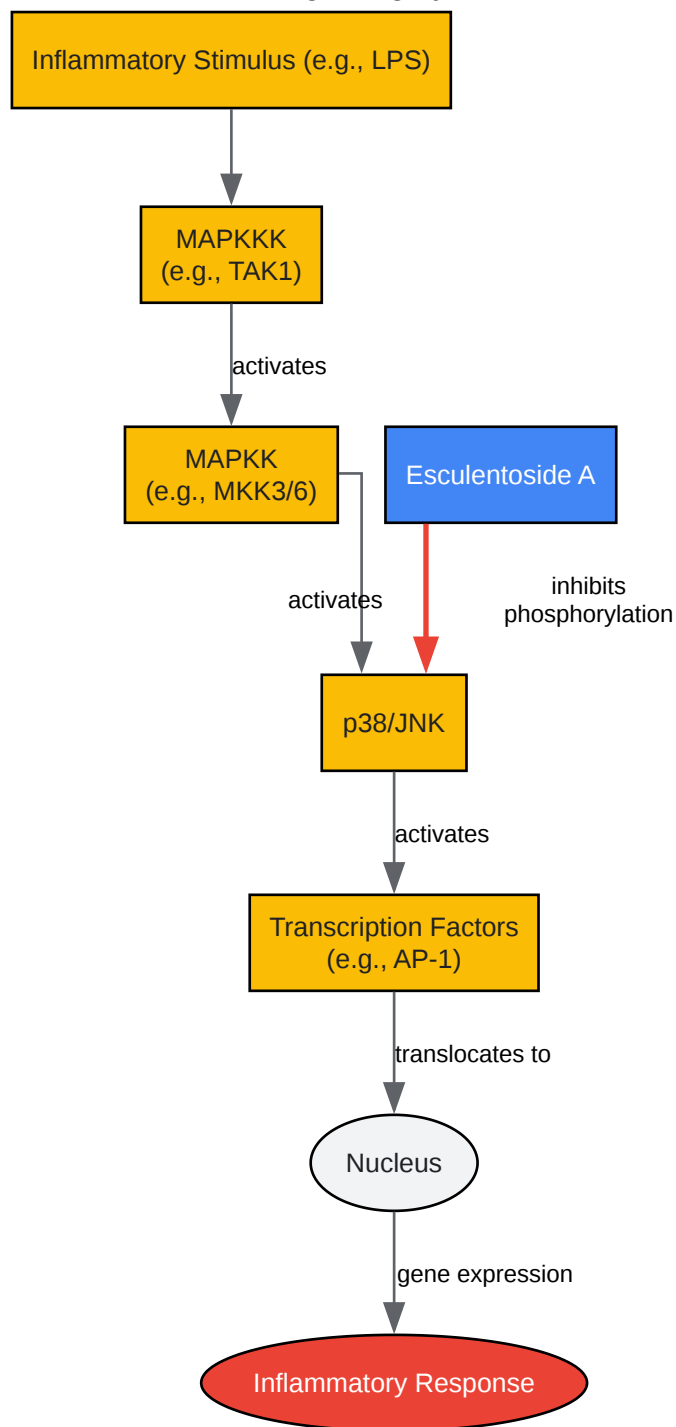 Inflammatory Stimulus (e.g., LPS)
MAPKKK
(e.g., TAK1)
activates
MAPKK
(e.g., MKK3/6)
Esculentoside A
activates
inhibits
phosphorylation
p38/JNK
activates
Transcription Factors
(e.g., AP-1)
translocates to
Nucleus
gene expression
Inflammatory Response